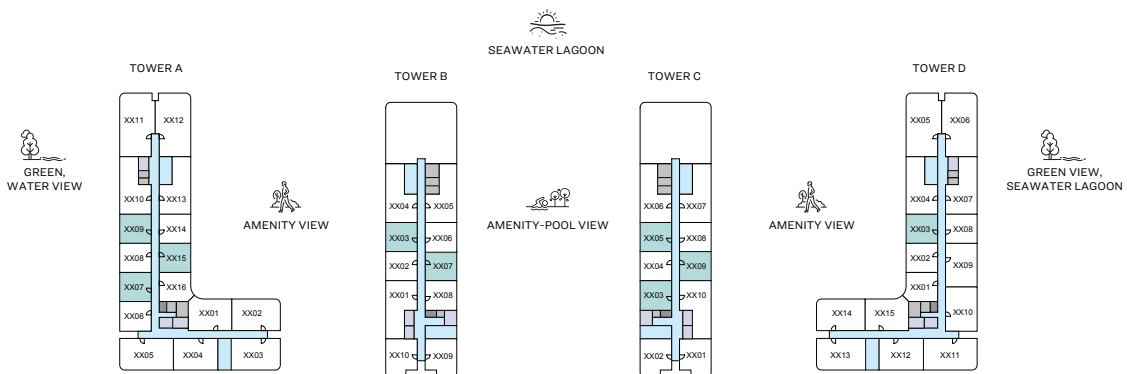 SEAWATER LAGOON
TOWER A
TOWER B
TOWER C
TOWER D
GREEN,
WATER VIEW
AMENITY VIEW
AMENITY-POOL VIEW
AMENITY VIEW
GREEN VIEW,
SEAWATER LAGOON
XX11 XX12
XX10 XX13
XX09 XX14
XX08 XX15
XX07 XX16
XX06 XX01 XX02
XX05 XX04 XX03
XX04 XX05
XX03 XX06
XX02 XX07
XX01 XX08
XX10 XX09
XX06 XX07
XX05 XX08
XX04 XX09
XX03 XX10
XX02 XX01
XX05 XX06
XX04 XX07
XX03 XX08
XX02 XX09
XX01
XX14 XX15 XX10
XX13 XX12 XX11